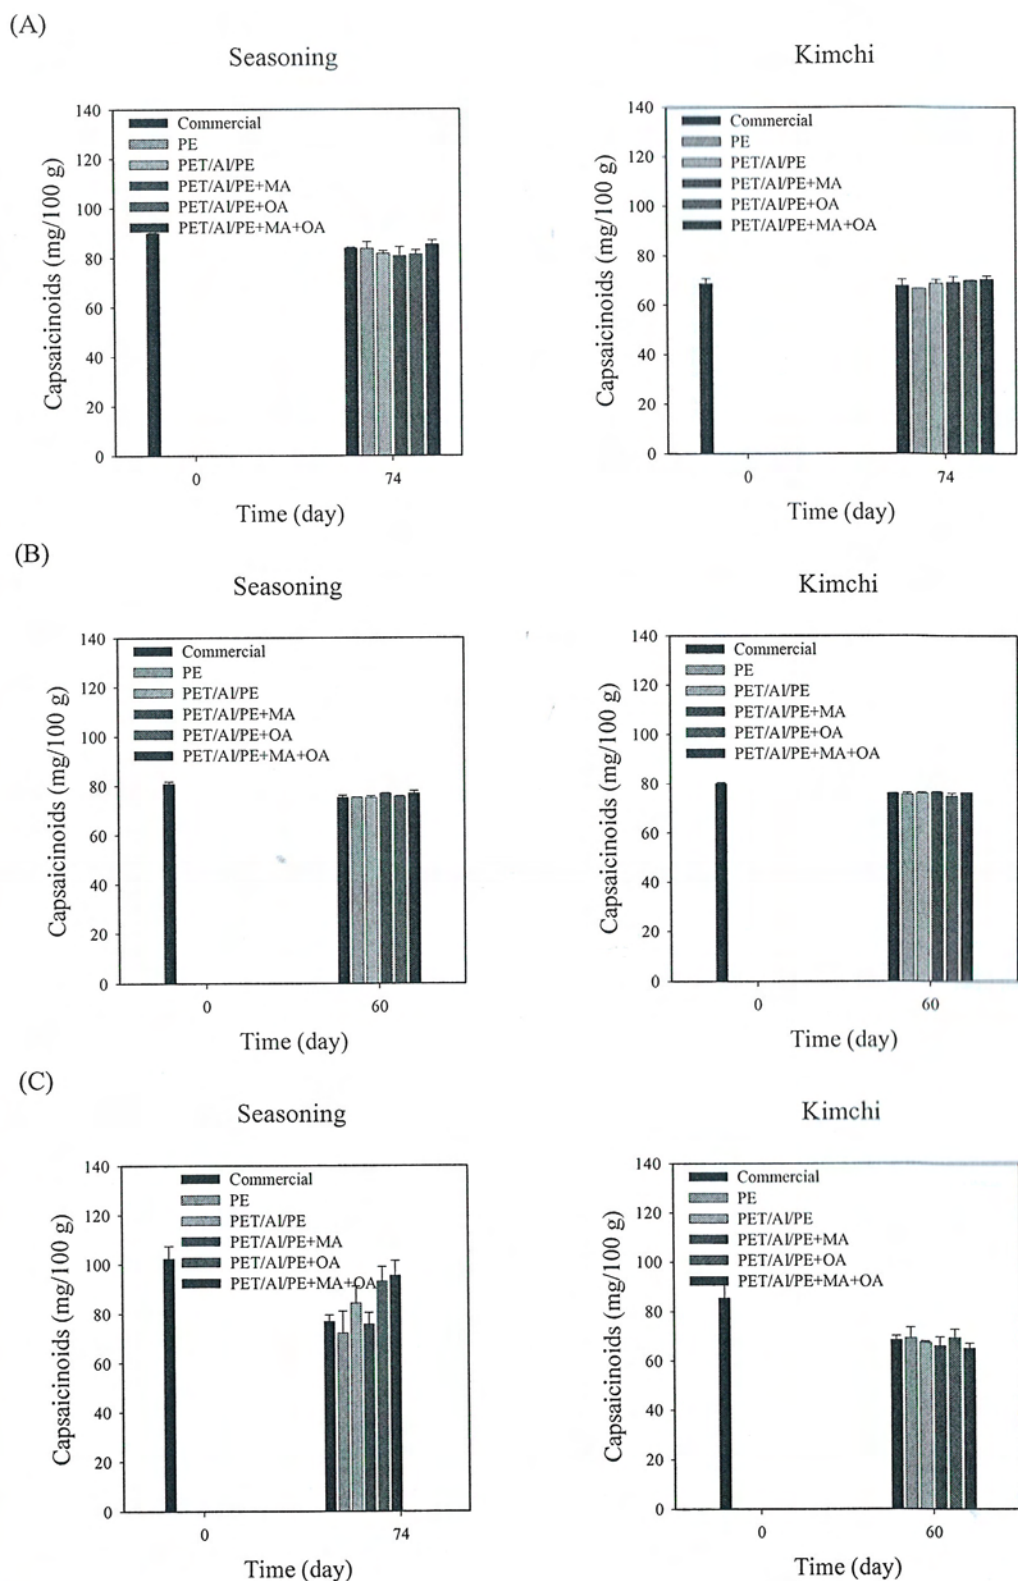 (A)
Seasoning
Capsaicinoids (mg/100 g)
140
120
100
80
60
40
20
0
Commercial
PE
PET/Al/PE
PET/Al/PE+MA
PET/Al/PE+OA
PET/Al/PE+MA+OA
0
74
Time (day)
Kimchi
Capsaicinoids (mg/100 g)
140
120
100
80
60
40
20
0
Commercial
PE
PET/Al/PE
PET/Al/PE+MA
PET/Al/PE+OA
PET/Al/PE+MA+OA
0
74
Time (day)
(B)
Seasoning
Capsaicinoids (mg/100 g)
140
120
100
80
60
40
20
0
Commercial
PE
PET/Al/PE
PET/Al/PE+MA
PET/Al/PE+OA
PET/Al/PE+MA+OA
0
60
Time (day)
Kimchi
Capsaicinoids (mg/100 g)
140
120
100
80
60
40
20
0
Commercial
PE
PET/Al/PE
PET/Al/PE+MA
PET/Al/PE+OA
PET/Al/PE+MA+OA
0
60
Time (day)
(C)
Seasoning
Capsaicinoids (mg/100 g)
140
120
100
80
60
40
20
0
Commercial
PE
PET/Al/PE
PET/Al/PE+MA
PET/Al/PE+OA
PET/Al/PE+MA+OA
0
74
Time (day)
Kimchi
Capsaicinoids (mg/100 g)
140
120
100
80
60
40
20
0
Commercial
PE
PET/Al/PE
PET/Al/PE+MA
PET/Al/PE+OA
PET/Al/PE+MA+OA
0
60
Time (day)